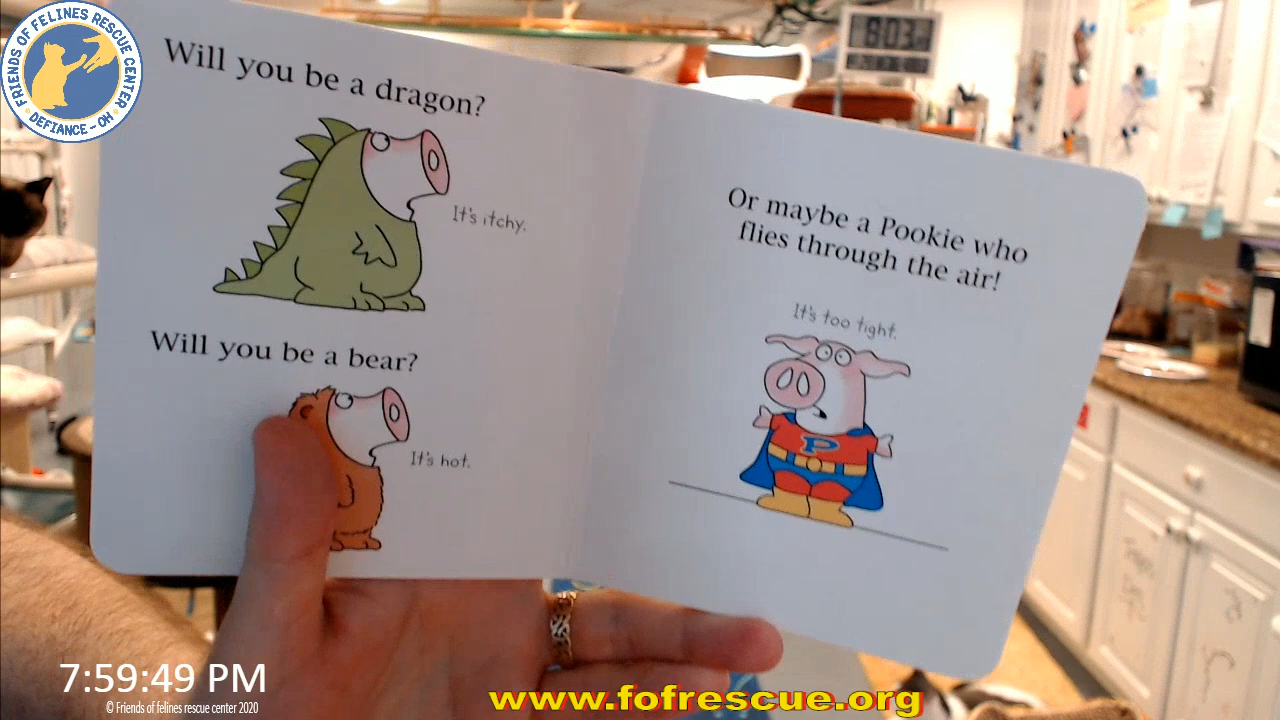 FRIENDS OF FELINES RESCUE CENTER
DEFIANCE - OH
Will you be a dragon?
It's itchy.
Will you be a bear?
It's hot.
Or maybe a Pookie who
flies through the air!
It's too tight.
P
7:59:49 PM
© Friends of felines rescue center 2020
www.fofrescue.org